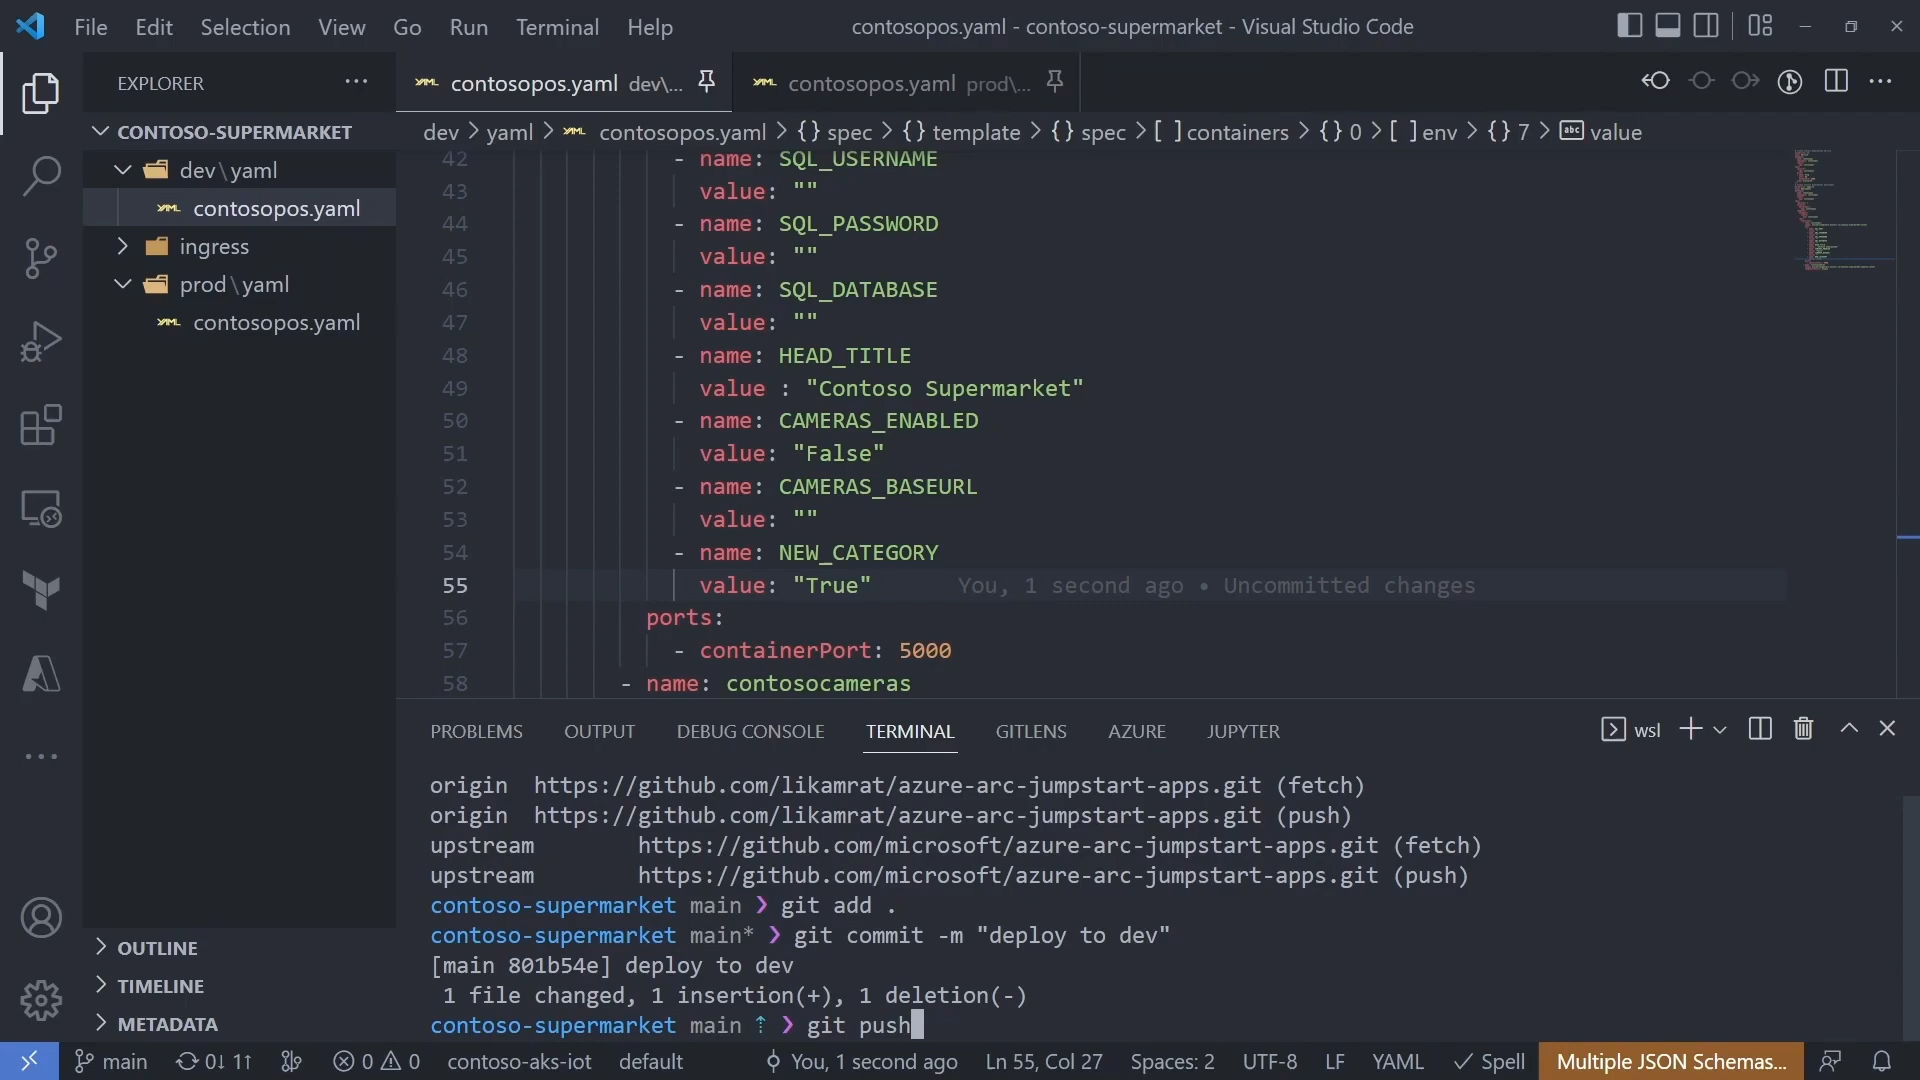 File Edit Selection View Go Run Terminal Help
contosopos.yaml - contoso-supermarket - Visual Studio Code
EXPLORER
CONTOSO-SUPERMARKET
dev\yaml
contosopos.yaml
ingress
prod\yaml
contosopos.yaml
OUTLINE
TIMELINE
METADATA
contosopos.yaml dev\...
contosopos.yaml prod\...
dev > yaml > contosopos.yaml > {} spec > {} template > {} spec > [ ] containers > {} 0 > [ ] env > {} 7 > abc value
42 - name: SQL_USERNAME
43 value: ""
44 - name: SQL_PASSWORD
45 value: ""
46 - name: SQL_DATABASE
47 value: ""
48 - name: HEAD_TITLE
49 value : "Contoso Supermarket"
50 - name: CAMERAS_ENABLED
51 value: "False"
52 - name: CAMERAS_BASEURL
53 value: ""
54 - name: NEW_CATEGORY
55 value: "True" You, 1 second ago • Uncommitted changes
56 ports:
57 - containerPort: 5000
58 - name: contosocameras
PROBLEMS OUTPUT DEBUG CONSOLE TERMINAL GITLENS AZURE JUPYTER
wsl
origin https://github.com/likamrat/azure-arc-jumpstart-apps.git (fetch)
origin https://github.com/likamrat/azure-arc-jumpstart-apps.git (push)
upstream https://github.com/microsoft/azure-arc-jumpstart-apps.git (fetch)
upstream https://github.com/microsoft/azure-arc-jumpstart-apps.git (push)
contoso-supermarket main ❯ git add .
contoso-supermarket main* ❯ git commit -m "deploy to dev"
[main 801b54e] deploy to dev
1 file changed, 1 insertion(+), 1 deletion(-)
contoso-supermarket main ⇡ ❯ git push
main 0↓ 1↑ 0 0 contoso-aks-iot default You, 1 second ago Ln 55, Col 27 Spaces: 2 UTF-8 LF YAML Spell Multiple JSON Schemas...